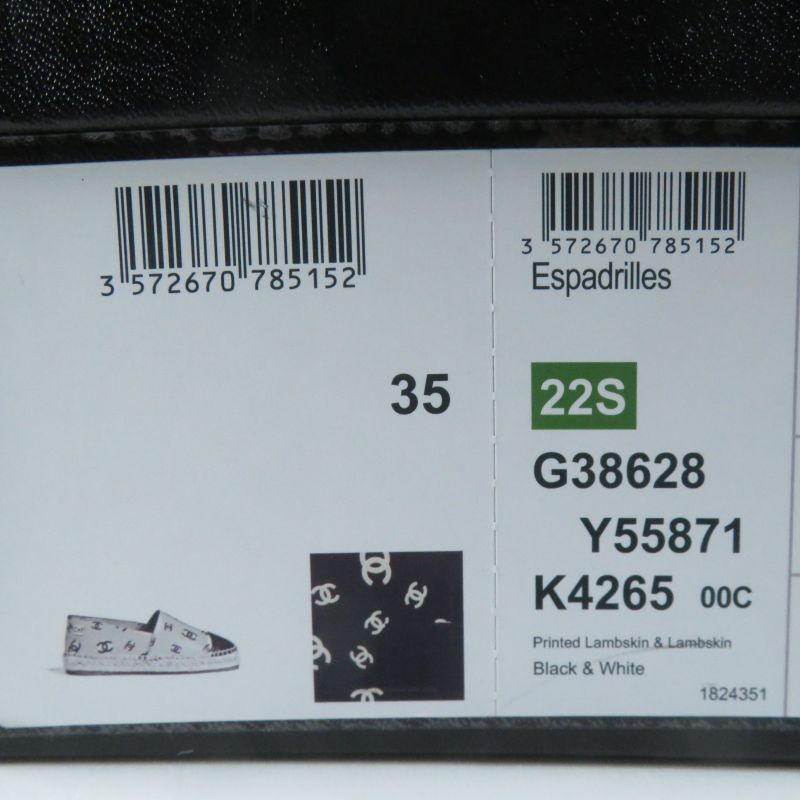 3 572670 785152
35
3 572670 785152
Espadrilles
22S
G38628
Y55871
K4265 00C
Printed Lambskin & Lambskin
Black & White
1824351